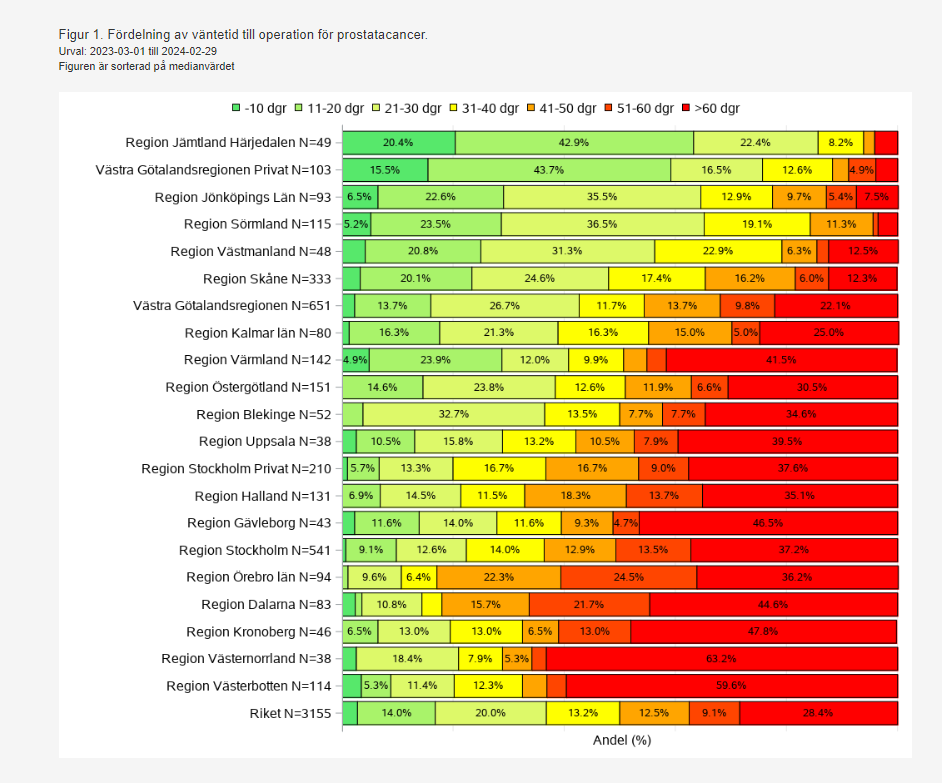 Figur 1. Fördelning av väntetid till operation för prostatacancer.
Urval: 2023-03-01 till 2024-02-29
Figuren är sorterad på medianvärdet
-10 dgr 11-20 dgr 21-30 dgr 31-40 dgr 41-50 dgr 51-60 dgr >60 dgr
Region Jämtland Härjedalen N=49 20.4% 42.9% 22.4% 8.2%
Västra Götalandsregionen Privat N=103 15.5% 43.7% 16.5% 12.6% 4.9%
Region Jönköpings Län N=93 6.5% 22.6% 35.5% 12.9% 9.7% 5.4% 7.5%
Region Sörmland N=115 5.2% 23.5% 36.5% 19.1% 11.3%
Region Västmanland N=48 20.8% 31.3% 22.9% 6.3% 12.5%
Region Skåne N=333 20.1% 24.6% 17.4% 16.2% 6.0% 12.3%
Västra Götalandsregionen N=651 13.7% 26.7% 11.7% 13.7% 9.8% 22.1%
Region Kalmar län N=80 16.3% 21.3% 16.3% 15.0% 5.0% 25.0%
Region Värmland N=142 4.9% 23.9% 12.0% 9.9% 41.5%
Region Östergötland N=151 14.6% 23.8% 12.6% 11.9% 6.6% 30.5%
Region Blekinge N=52 32.7% 13.5% 7.7% 7.7% 34.6%
Region Uppsala N=38 10.5% 15.8% 13.2% 10.5% 7.9% 39.5%
Region Stockholm Privat N=210 5.7% 13.3% 16.7% 16.7% 9.0% 37.6%
Region Halland N=131 6.9% 14.5% 11.5% 18.3% 13.7% 35.1%
Region Gävleborg N=43 11.6% 14.0% 11.6% 9.3% 4.7% 46.5%
Region Stockholm N=541 9.1% 12.6% 14.0% 12.9% 13.5% 37.2%
Region Örebro län N=94 9.6% 6.4% 22.3% 24.5% 36.2%
Region Dalarna N=83 10.8% 15.7% 21.7% 44.6%
Region Kronoberg N=46 6.5% 13.0% 13.0% 6.5% 13.0% 47.8%
Region Västernorrland N=38 18.4% 7.9% 5.3% 63.2%
Region Västerbotten N=114 5.3% 11.4% 12.3% 59.6%
Riket N=3155 14.0% 20.0% 13.2% 12.5% 9.1% 28.4%
Andel (%)